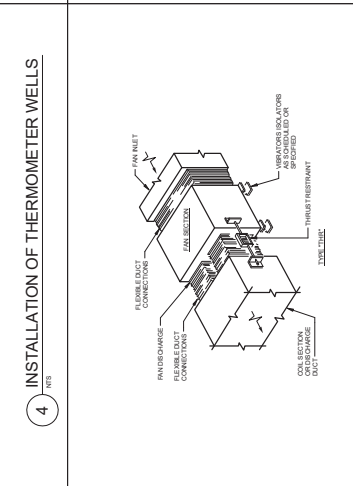 4
INSTALLATION OF THERMOMETER WELLS
NTS
FAN INLET
FLEXIBLE DUCT
CONNECTIONS
FAN SECTION
FAN DISCHARGE
FLEXIBLE DUCT
CONNECTIONS
VIBRATORS ISOLATORS
AS SCHEDULED OR
SPECIFIED
THRUST RESTRAINT
COIL SECTION
OR DISCHARGE
DUCT
TYPE "THR"